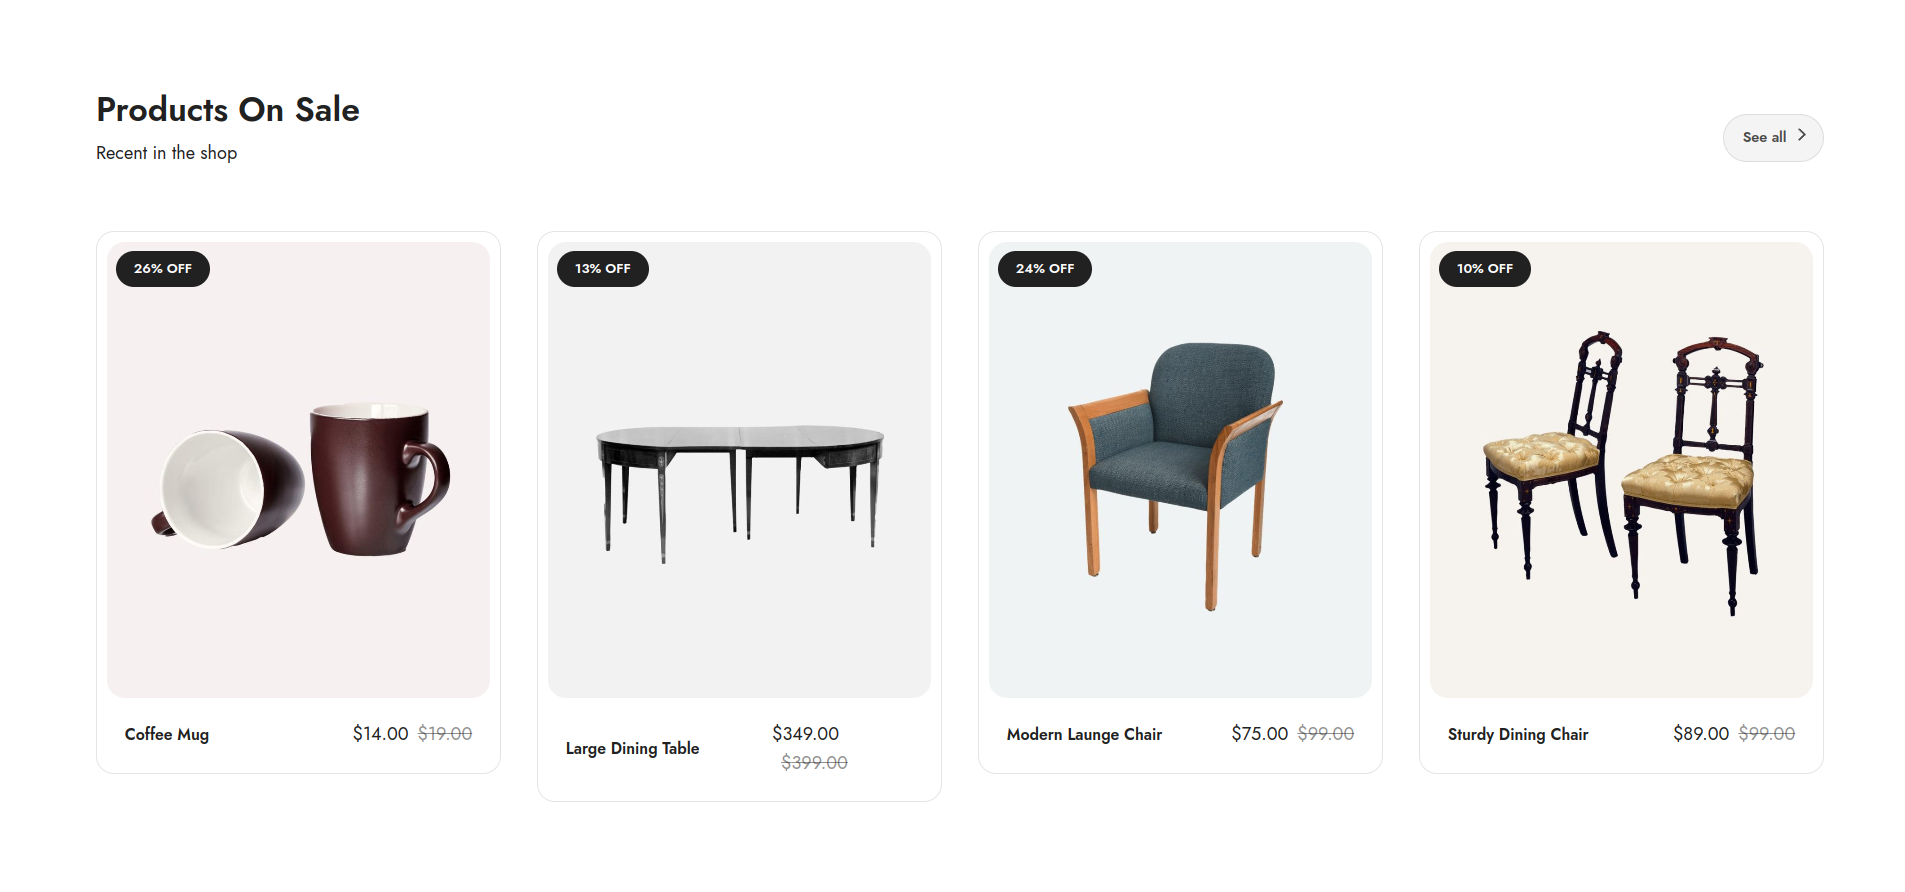 Products On Sale
Recent in the shop
See all
26% OFF
13% OFF
24% OFF
10% OFF
Coffee Mug
$14.00 $19.00
Large Dining Table
$349.00
$399.00
Modern Launge Chair
$75.00 $99.00
Sturdy Dining Chair
$89.00 $99.00